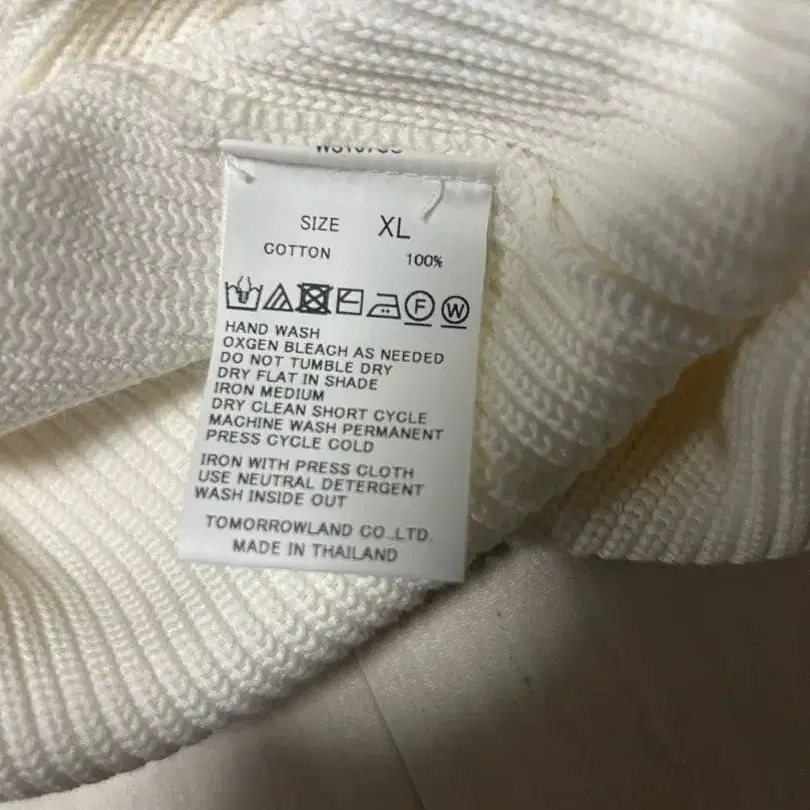 SIZE XL
COTTON 100%
F W
HAND WASH
OXGEN BLEACH AS NEEDED
DO NOT TUMBLE DRY
DRY FLAT IN SHADE
IRON MEDIUM
DRY CLEAN SHORT CYCLE
MACHINE WASH PERMANENT
PRESS CYCLE COLD
IRON WITH PRESS CLOTH
USE NEUTRAL DETERGENT
WASH INSIDE OUT
TOMORROWLAND CO.,LTD.
MADE IN THAILAND